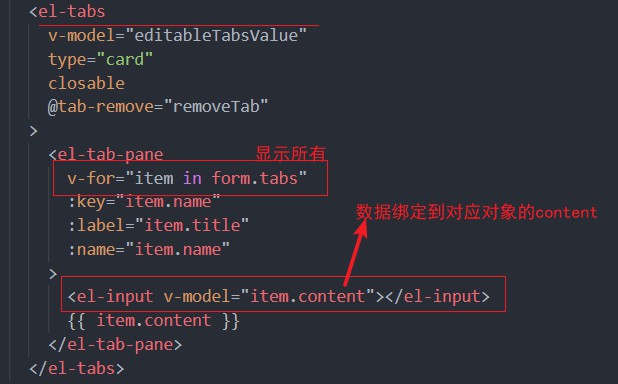 <el-tabs
v-model="editableTabsValue"
type="card"
closable
@tab-remove="removeTab"
>
<el-tab-pane
显示所有
v-for="item in form.tabs"
:key="item.name"
数据绑定到对应对象的content
:label="item.title"
:name="item.name"
>
<el-input v-model="item.content"></el-input>
{{ item.content }}
</el-tab-pane>
</el-tabs>